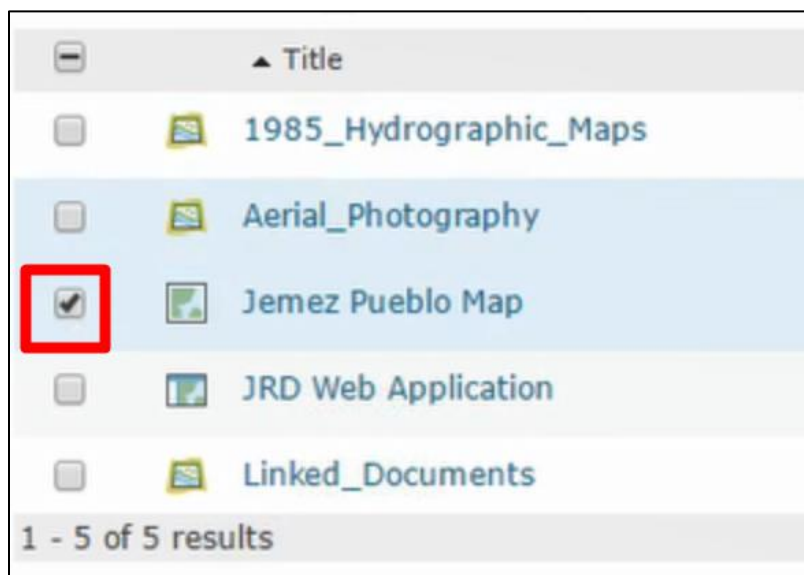 Title
1985_Hydrographic_Maps
Aerial_Photography
Jemez Pueblo Map
JRD Web Application
Linked_Documents
1 - 5 of 5 results